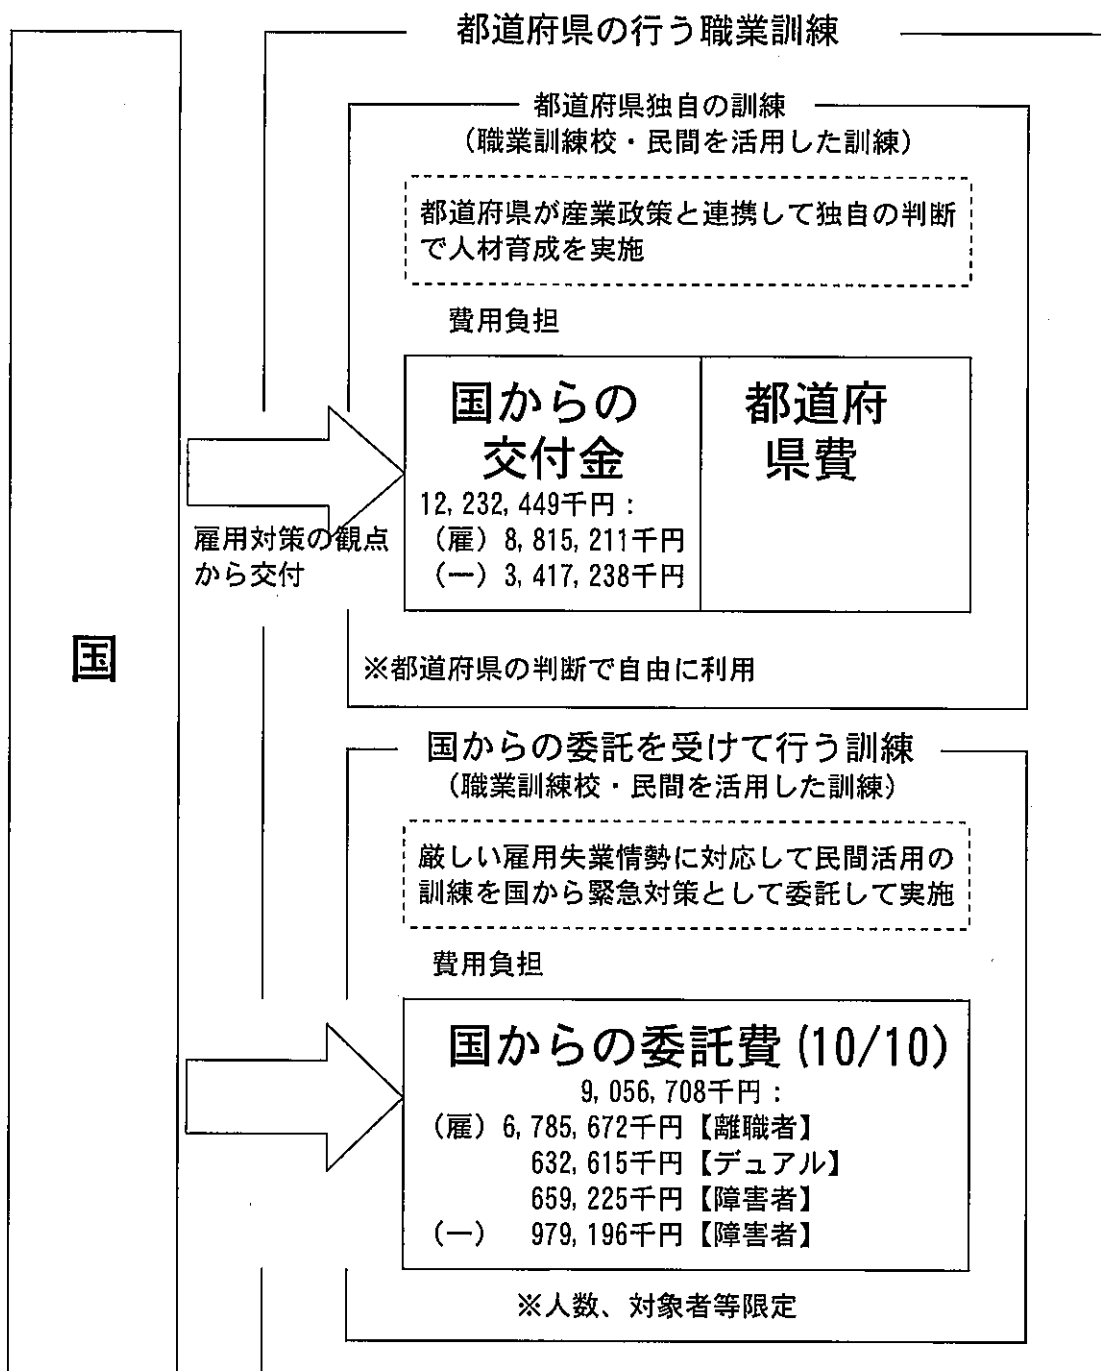 都道府県の行う職業訓練
都道府県独自の訓練
(職業訓練校・民間を活用した訓練)
都道府県が産業政策と連携して独自の判断
で人材育成を実施
費用負担
国からの
交付金
12,232,449千円：
(雇) 8,815,211千円
(一) 3,417,238千円
都道府
県費
雇用対策の観点
から交付
国
※都道府県の判断で自由に利用
国からの委託を受けて行う訓練
(職業訓練校・民間を活用した訓練)
厳しい雇用失業情勢に対応して民間活用の
訓練を国から緊急対策として委託して実施
費用負担
国からの委託費(10/10)
9,056,708千円：
(雇) 6,785,672千円【離職者】
632,615千円【デュアル】
659,225千円【障害者】
(一) 979,196千円【障害者】
※人数、対象者等限定